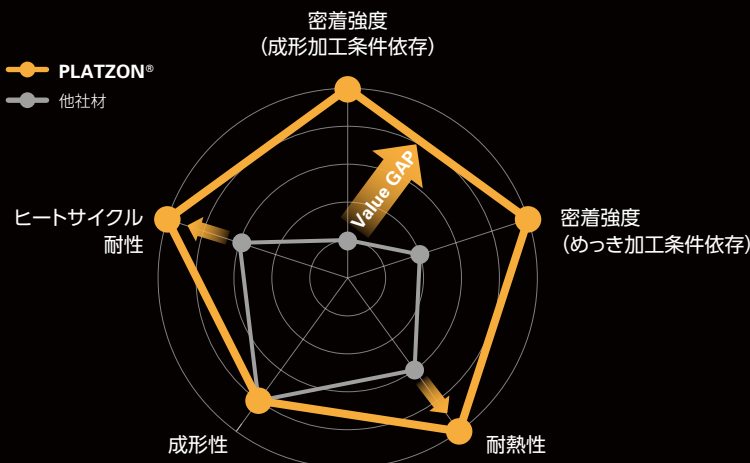 密着強度
（成形加工条件依存）
PLATZON®
他社材
Value GAP
ヒートサイクル
耐性
密着強度
（めっき加工条件依存）
成形性
耐熱性